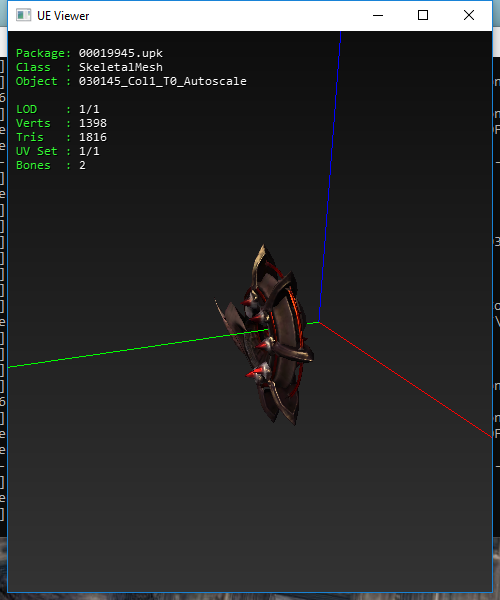 UE Viewer
Package: 00019945.upk
Class : SkeletalMesh
Object : 030145_Col1_T0_Autoscale
LOD : 1/1
Verts : 1398
Tris : 1816
UV Set : 1/1
Bones : 2